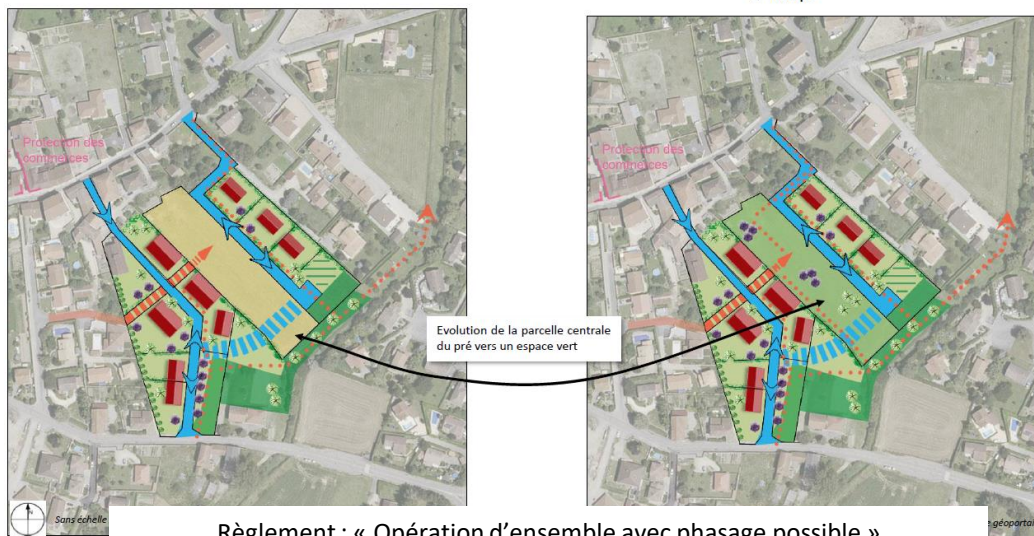 Protection des
commerces
Protection des
commerces
Evolution de la parcelle centrale
du pré vers un espace vert
Sans échelle
géoportail
Règlement : « Opération d'ensemble avec phasage possible »